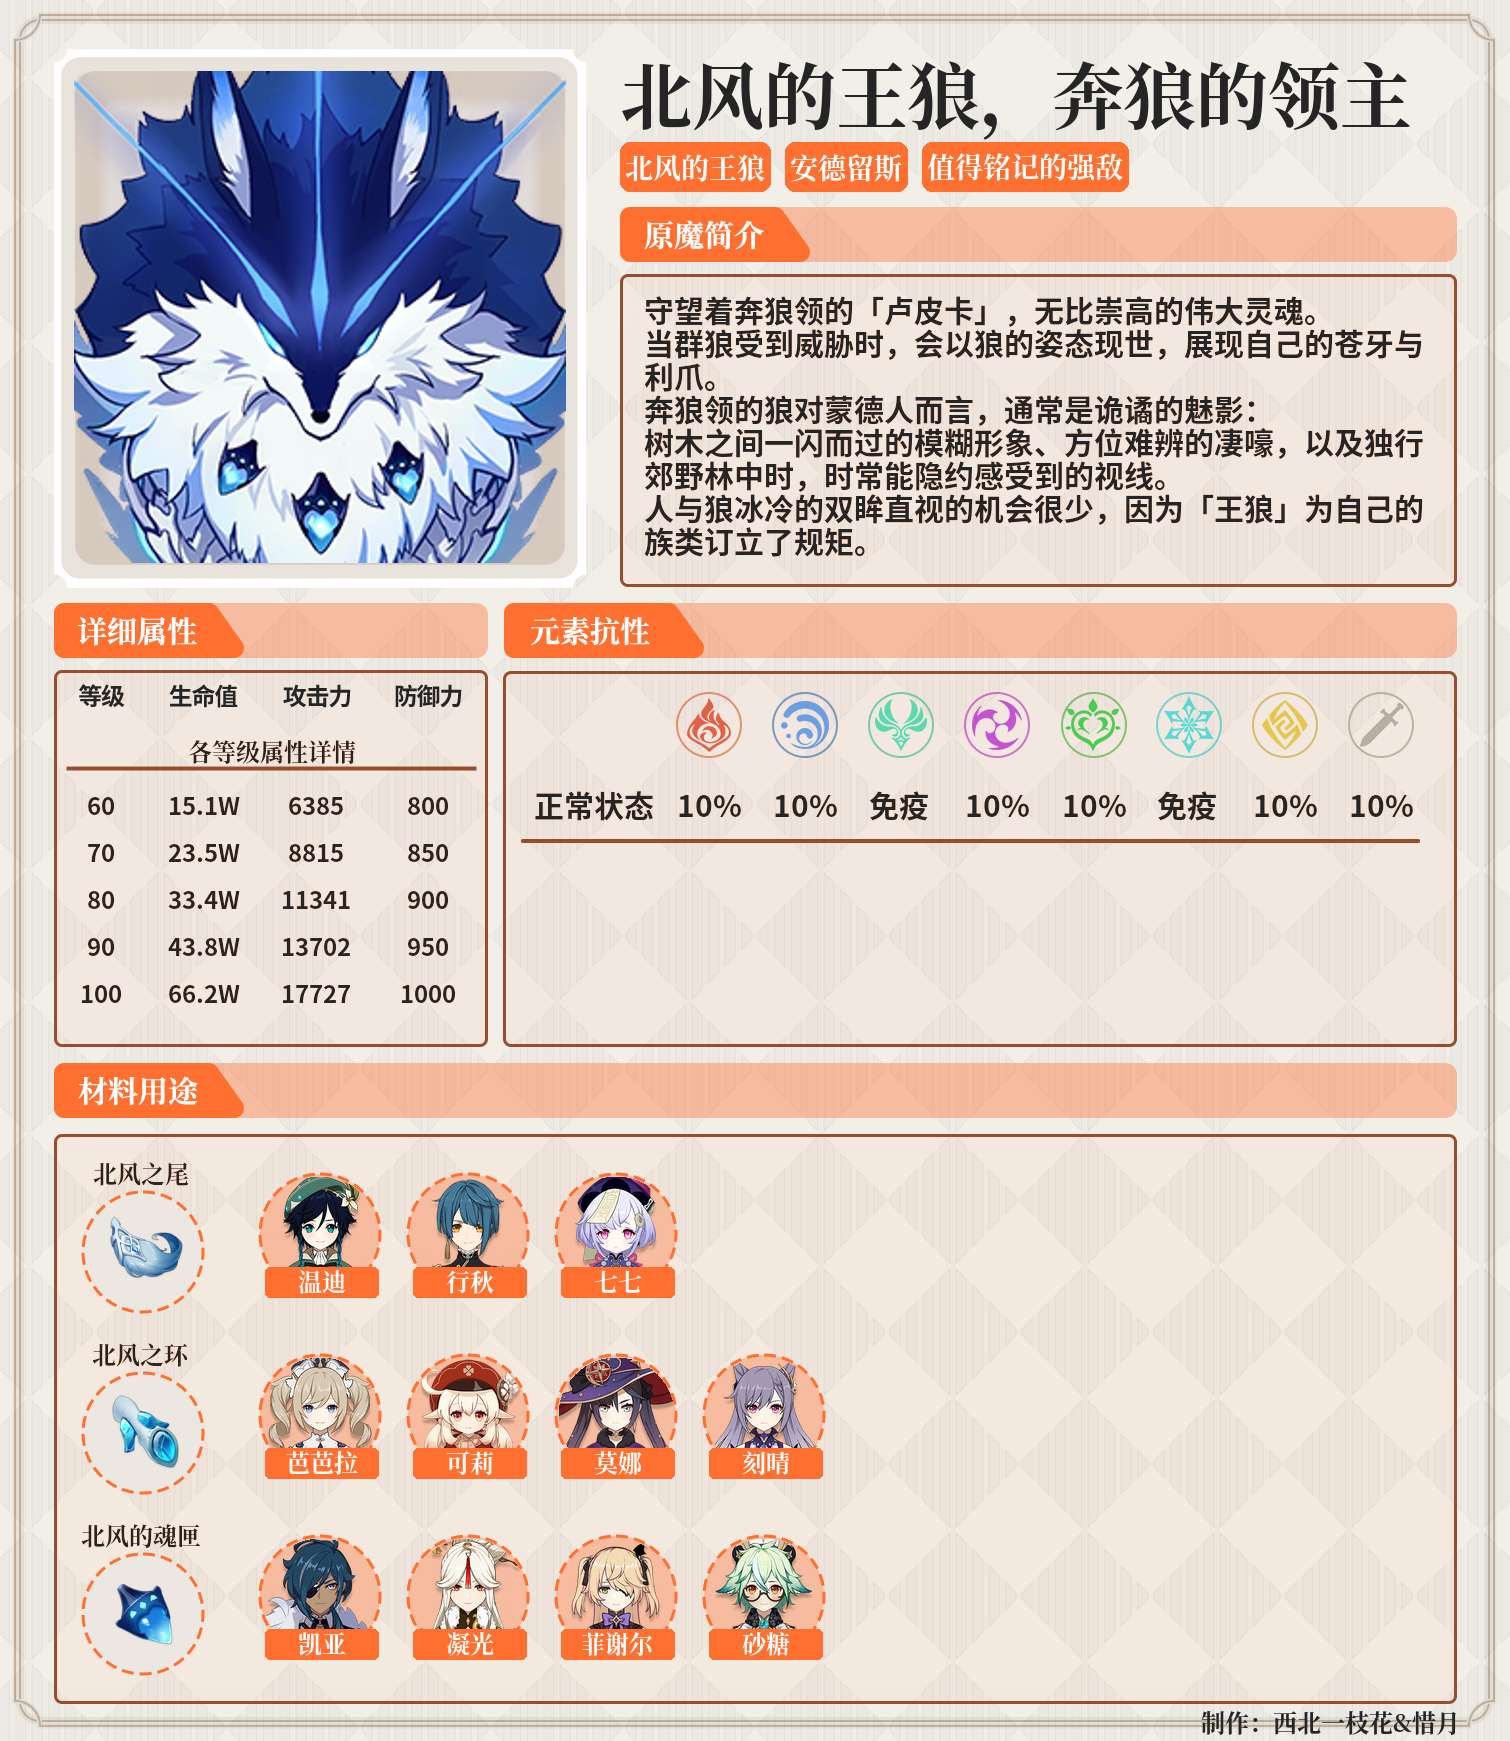 北风的王狼，奔狼的领主
北风的王狼 安德留斯 值得铭记的强敌
原魔简介
守望着奔狼领的「卢皮卡」，无比崇高的伟大灵魂。
当群狼受到威胁时，会以狼的姿态现世，展现自己的苍牙与
利爪。
奔狼领的狼对蒙德人而言，通常是诡谲的魅影：
树木之间一闪而过的模糊形象、方位难辨的凄嚎，以及独行
郊野林中时，时常能隐约感受到的视线。
人与狼冰冷的双眸直视的机会很少，因为「王狼」为自己的
族类订立了规矩。
详细属性
等级 生命值 攻击力 防御力
各等级属性详情
60 15.1W 6385 800
70 23.5W 8815 850
80 33.4W 11341 900
90 43.8W 13702 950
100 66.2W 17727 1000
元素抗性
正常状态 10% 10% 免疫 10% 10% 免疫 10% 10%
材料用途
北风之尾
温迪 行秋 七七
北风之环
芭芭拉 可莉 莫娜 刻晴
北风的魂匣
凯亚 凝光 菲谢尔 砂糖
制作：西北一枝花&惜月